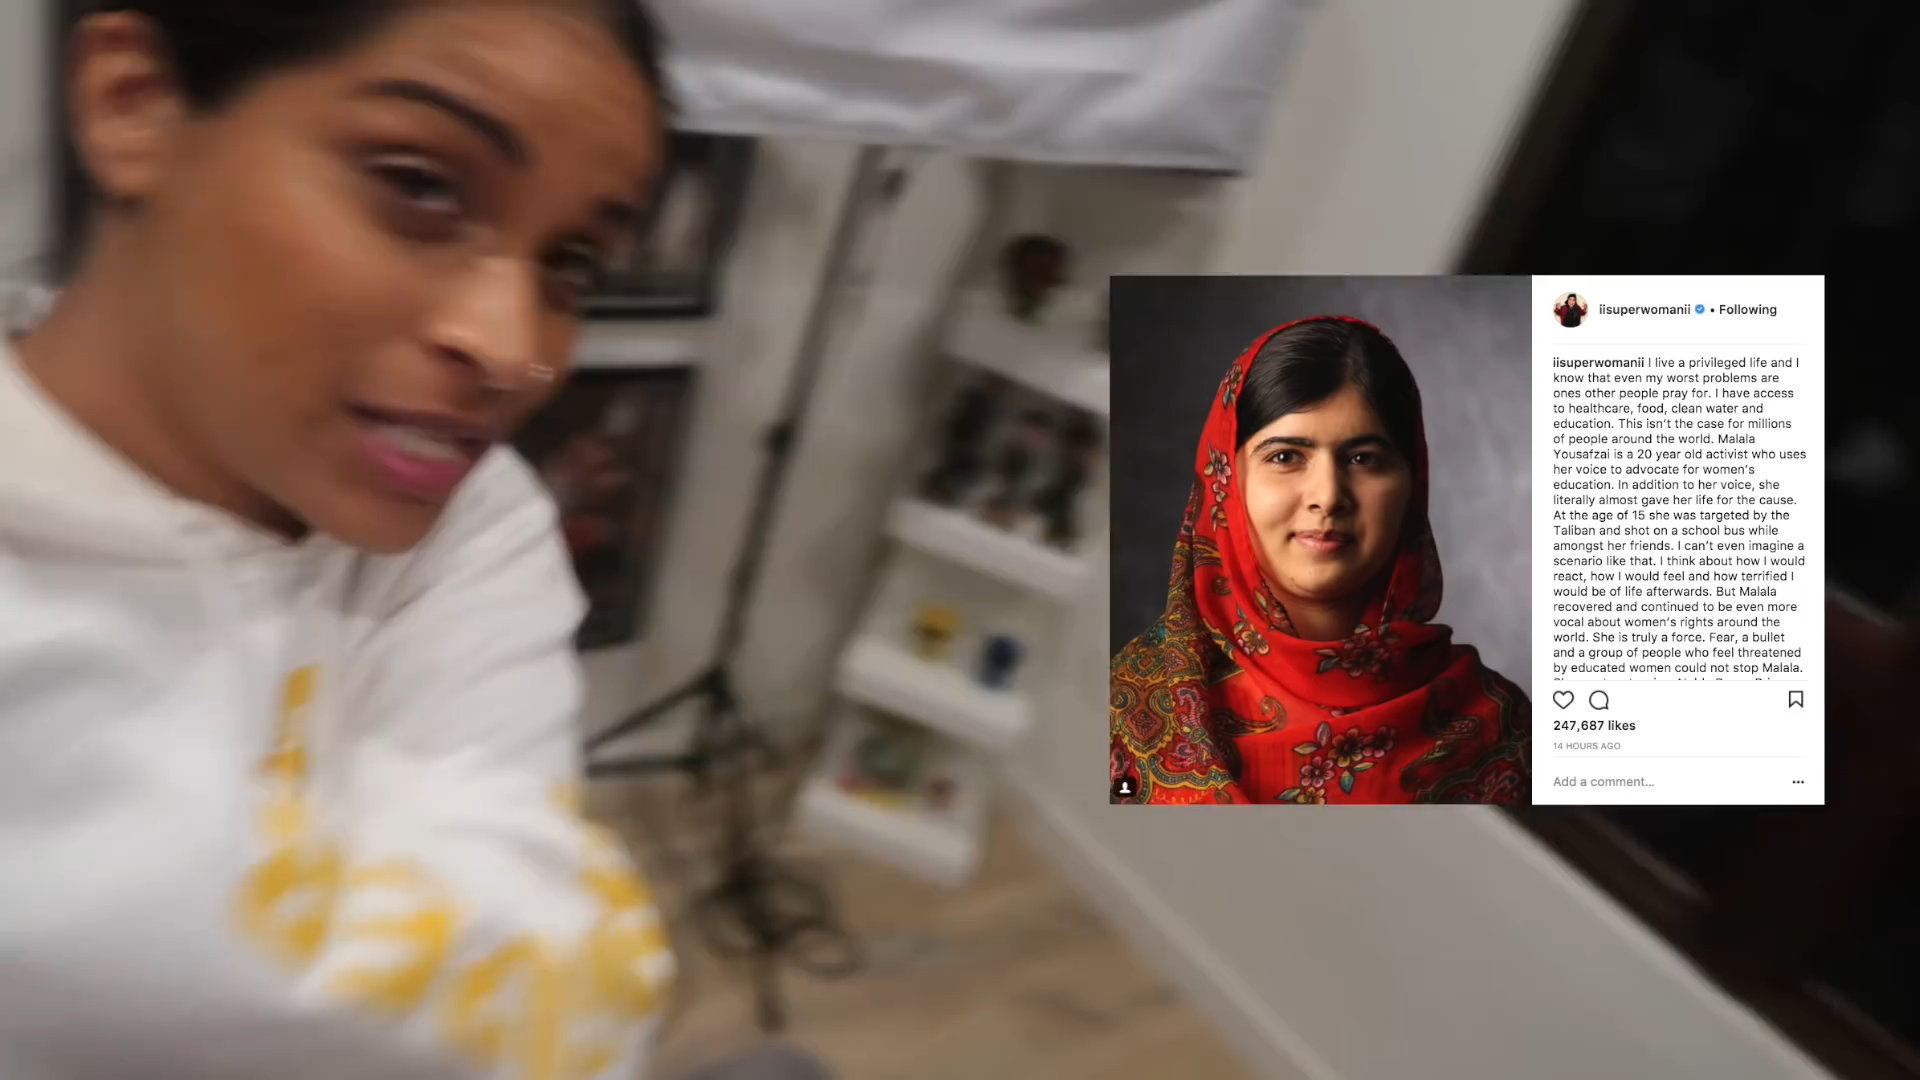 iisuperwomanii • Following
iisuperwomanii I live a privileged life and I
know that even my worst problems are
ones other people pray for. I have access
to healthcare, food, clean water and
education. This isn't the case for millions
of people around the world. Malala
Yousafzai is a 20 year old activist who uses
her voice to advocate for women's
education. In addition to her voice, she
literally almost gave her life for the cause.
At the age of 15 she was targeted by the
Taliban and shot on a school bus while
amongst her friends. I can't even imagine a
scenario like that. I think about how I would
react, how I would feel and how terrified I
would be of life afterwards. But Malala
recovered and continued to be even more
vocal about women's rights around the
world. She is truly a force. Fear, a bullet
and a group of people who feel threatened
by educated women could not stop Malala.
247,687 likes
14 HOURS AGO
Add a comment...